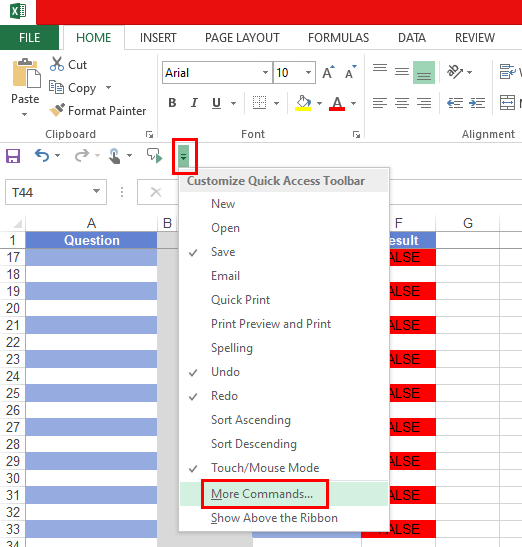 FILE HOME INSERT PAGE LAYOUT FORMULAS DATA REVIEW
Cut
Copy
Format Painter
Paste
Arial 10
B I U A A
Wrap
Merge
Clipboard Font Alignment
T44
Customize Quick Access Toolbar
New
Open
Save
Email
Quick Print
Print Preview and Print
Spelling
Undo
Redo
Sort Ascending
Sort Descending
Touch/Mouse Mode
More Commands...
Show Above the Ribbon
A B F G
1 Question esult
17 ALSE
18
19 ALSE
20
21 ALSE
22
23 ALSE
24
25 ALSE
26
27 ALSE
28
29 ALSE
30
31 ALSE
32
33 FALSE